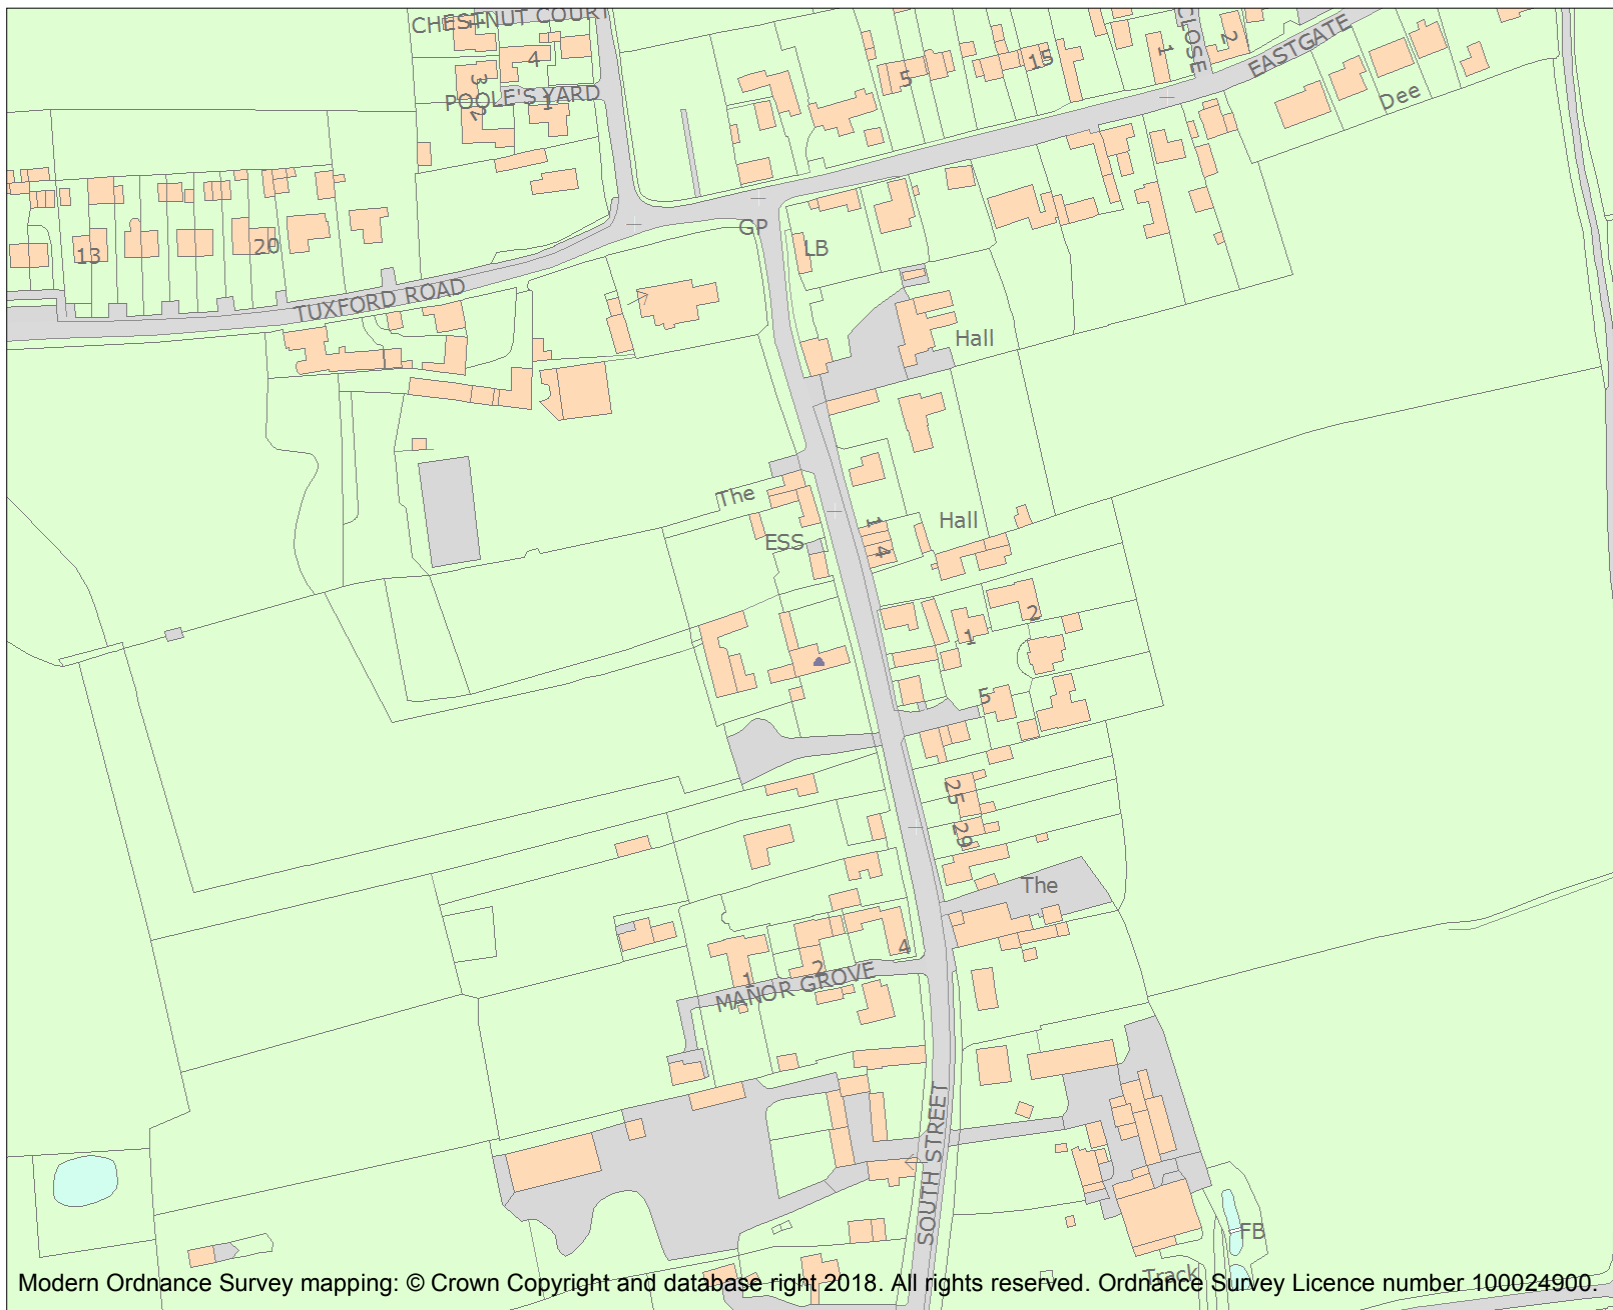 CHESTNUT COURT
1
4
3
POOLE'S YARD
2
1
5
15
1
CLOSE
2
EASTGATE
Dee
13
20
GP
LB
TUXFORD ROAD
Hall
The
1
Hall
ESS
4
2
1
5
25
29
The
4
2
1
MANOR GROVE
SOUTH STREET
FB
Track
Modern Ordnance Survey mapping: © Crown Copyright and database right 2018. All rights reserved. Ordnance Survey Licence number 100024900.